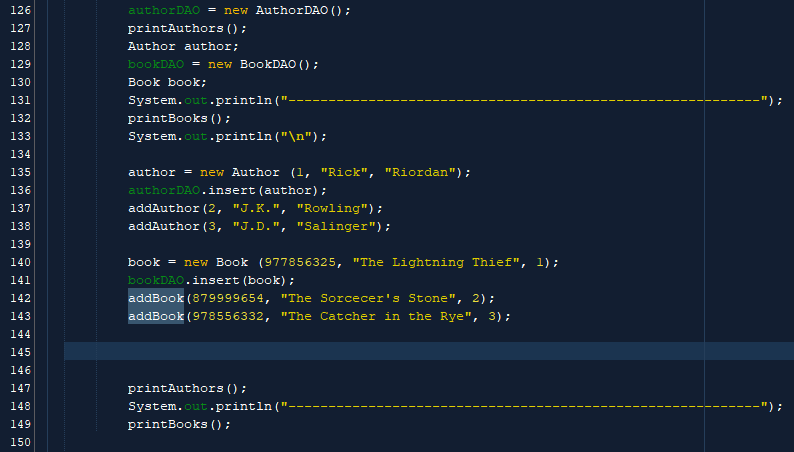 126 authorDAO = new AuthorDAO();
127 printAuthors();
128 Author author;
129 bookDAO = new BookDAO();
130 Book book;
131 System.out.println("-----------------------------------------------------------");
132 printBooks();
133 System.out.println("\n");
134
135 author = new Author (1, "Rick", "Riordan");
136 authorDAO.insert(author);
137 addAuthor(2, "J.K.", "Rowling");
138 addAuthor(3, "J.D.", "Salinger");
139
140 book = new Book (977856325, "The Lightning Thief", 1);
141 bookDAO.insert(book);
142 addBook(879999654, "The Sorcecer's Stone", 2);
143 addBook(978556332, "The Catcher in the Rye", 3);
144
145
146
147 printAuthors();
148 System.out.println("-----------------------------------------------------------");
149 printBooks();
150